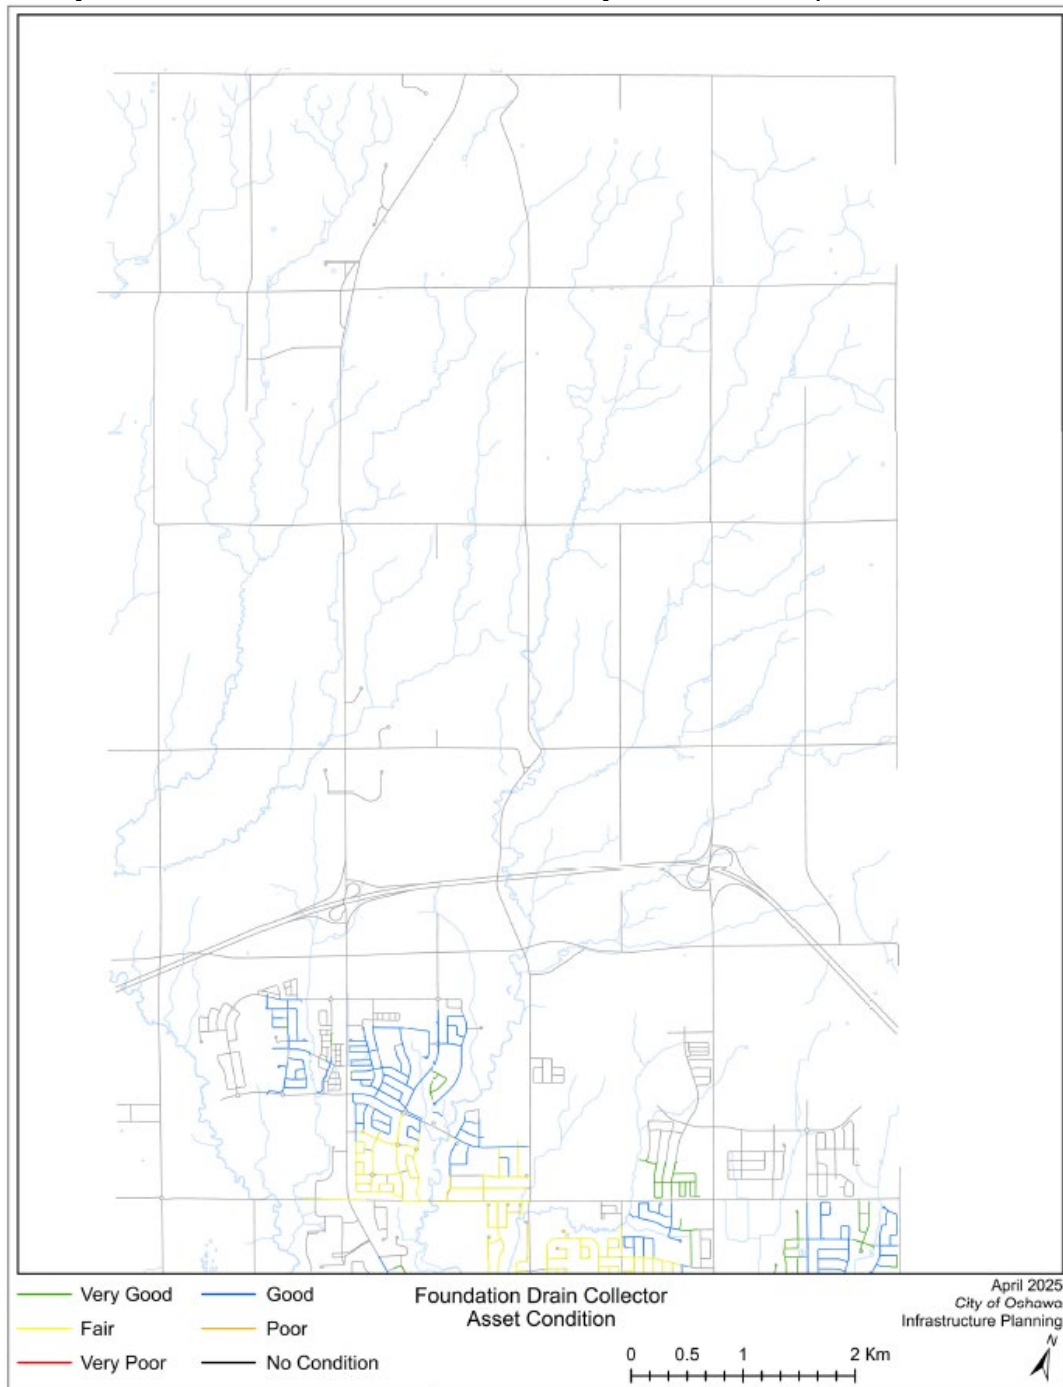 Very Good
Good
Fair
Poor
Very Poor
No Condition
Foundation Drain Collector
Asset Condition
April 2025
City of Oshawa
Infrastructure Planning
N
0 0.5 1 2 Km